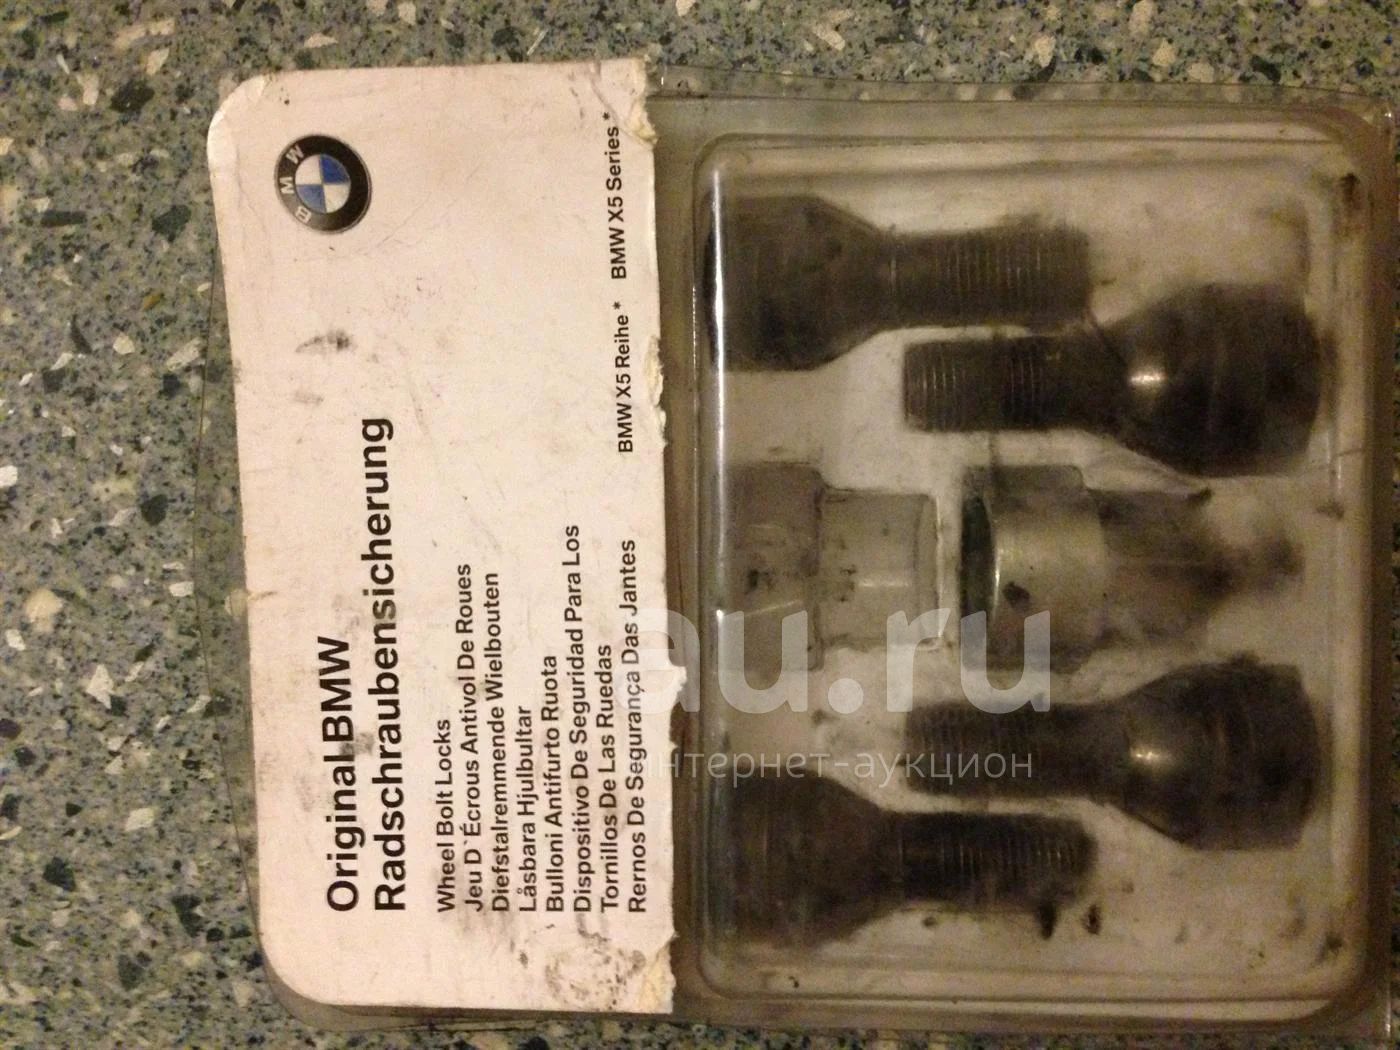 BMW
Original BMW
Radschraubensicherung
Wheel Bolt Locks
Jeu D`Écrous Antivol De Roues
Diefstalremmende Wielbouten
Låsbara Hjulbultar
Bulloni Antifurto Ruota
Dispositivo De Seguridad Para Los
Tornillos De Las Ruedas
Rernos De Segurança Das Jantes
BMW X5 Reihe * BMW X5 Series *
au.ru
интернет-аукцион